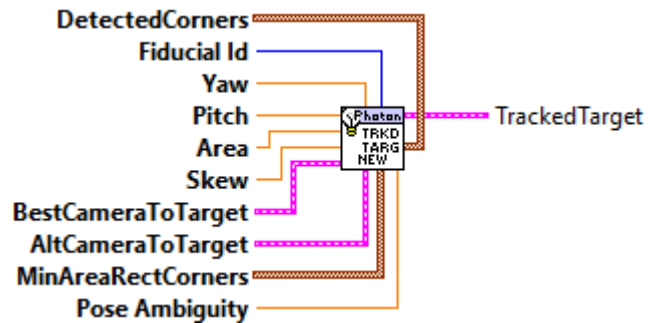 DetectedCorners
Fiducial Id
Yaw
Pitch
Area
Skew
BestCameraToTarget
AltCameraToTarget
MinAreaRectCorners
Pose Ambiguity
Photon
TRKD
TARG
NEW
TrackedTarget